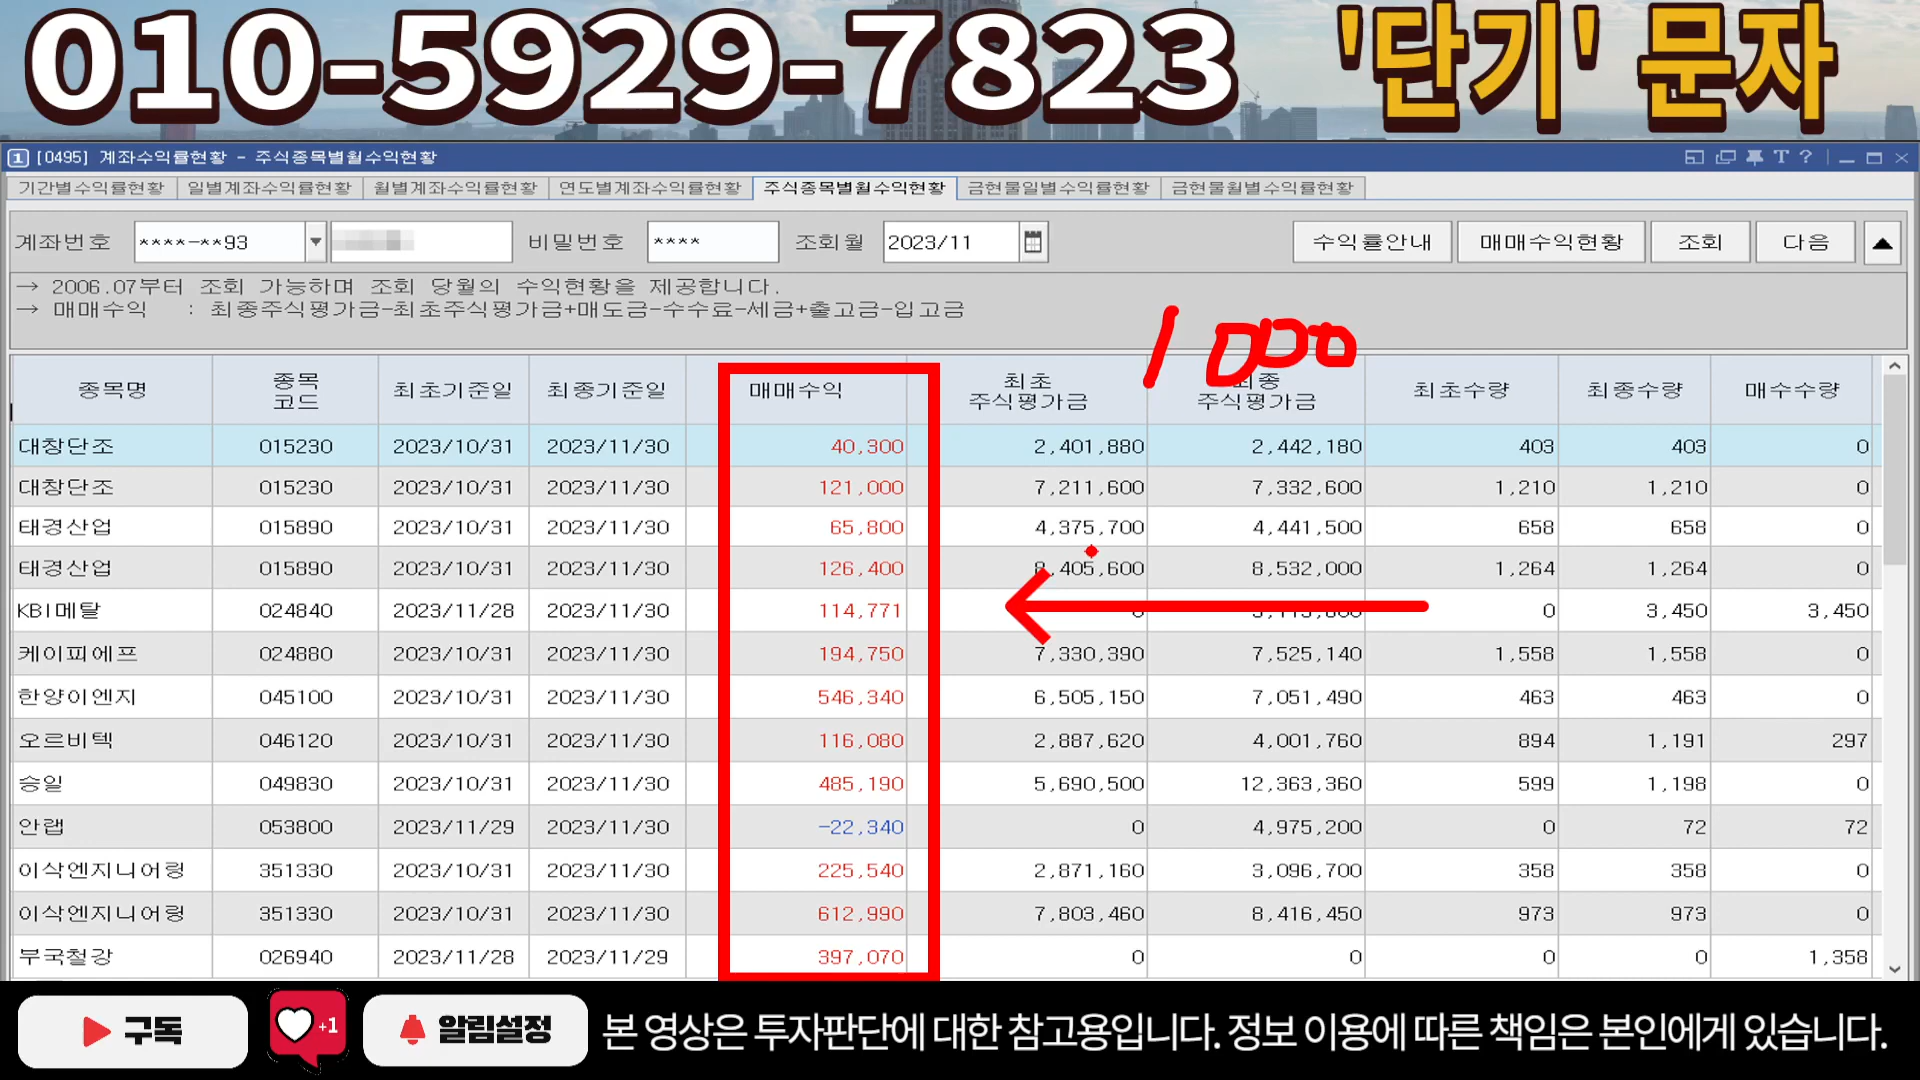 010-5929-7823 '단기' 문자
1 [0495] 계좌수익률현황 - 주식종목별월수익현황
기간별수익률현황 일별계좌수익률현황 월별계좌수익률현황 연도별계좌수익률현황 주식종목별월수익현황 금현물일별수익률현황 금현물월별수익률현황
계좌번호 ****-**93 비밀번호 **** 조회월 2023/11 수익률안내 매매수익현황 조회 다음
→ 2006.07부터 조회 가능하며 조회 당월의 수익현황을 제공합니다.
→ 매매수익 : 최종주식평가금-최초주식평가금+매도금-수수료-세금+출고금-입고금
1000
종목명 종목코드 최초기준일 최종기준일 매매수익 최초주식평가금 최종주식평가금 최초수량 최종수량 매수수량
대창단조 015230 2023/10/31 2023/11/30 40,300 2,401,880 2,442,180 403 403 0
대창단조 015230 2023/10/31 2023/11/30 121,000 7,211,600 7,332,600 1,210 1,210 0
태경산업 015890 2023/10/31 2023/11/30 65,800 4,375,700 4,441,500 658 658 0
태경산업 015890 2023/10/31 2023/11/30 126,400 8,405,600 8,532,000 1,264 1,264 0
KBI메탈 024840 2023/11/28 2023/11/30 114,771 0 0 3,450 3,450
케이피에프 024880 2023/10/31 2023/11/30 194,750 7,330,390 7,525,140 1,558 1,558 0
한양이엔지 045100 2023/10/31 2023/11/30 546,340 6,505,150 7,051,490 463 463 0
오르비텍 046120 2023/10/31 2023/11/30 116,080 2,887,620 4,001,760 894 1,191 297
승일 049830 2023/10/31 2023/11/30 485,190 5,690,500 12,363,360 599 1,198 0
안랩 053800 2023/11/29 2023/11/30 -22,340 0 4,975,200 0 72 72
이삭엔지니어링 351330 2023/10/31 2023/11/30 225,540 2,871,160 3,096,700 358 358 0
이삭엔지니어링 351330 2023/10/31 2023/11/30 612,990 7,803,460 8,416,450 973 973 0
부국철강 026940 2023/11/28 2023/11/29 397,070 0 0 0 0 1,358
구독 +1 알림설정 본 영상은 투자판단에 대한 참고용입니다. 정보 이용에 따른 책임은 본인에게 있습니다.